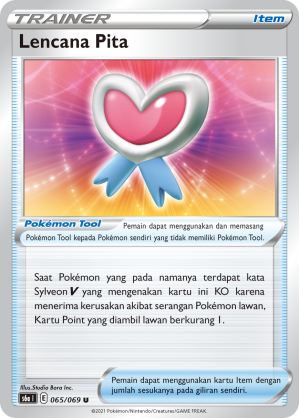 TRAINER
Item
Lencana Pita
Pokémon Tool
Pemain dapat menggunakan dan memasang
Pokémon Tool kepada Pokémon sendiri yang tidak memiliki Pokémon Tool.
Saat Pokémon yang pada namanya terdapat kata
Sylveon V yang mengenakan kartu ini KO karena
menerima kerusakan akibat serangan Pokémon lawan,
Kartu Point yang diambil lawan berkurang 1.
Illus. Studio Bora Inc.
s6a I E 065/069 U
Pemain dapat menggunakan kartu Item dengan
jumlah sesukanya pada giliran sendiri.
©2021 Pokémon/Nintendo/Creatures/GAME FREAK.